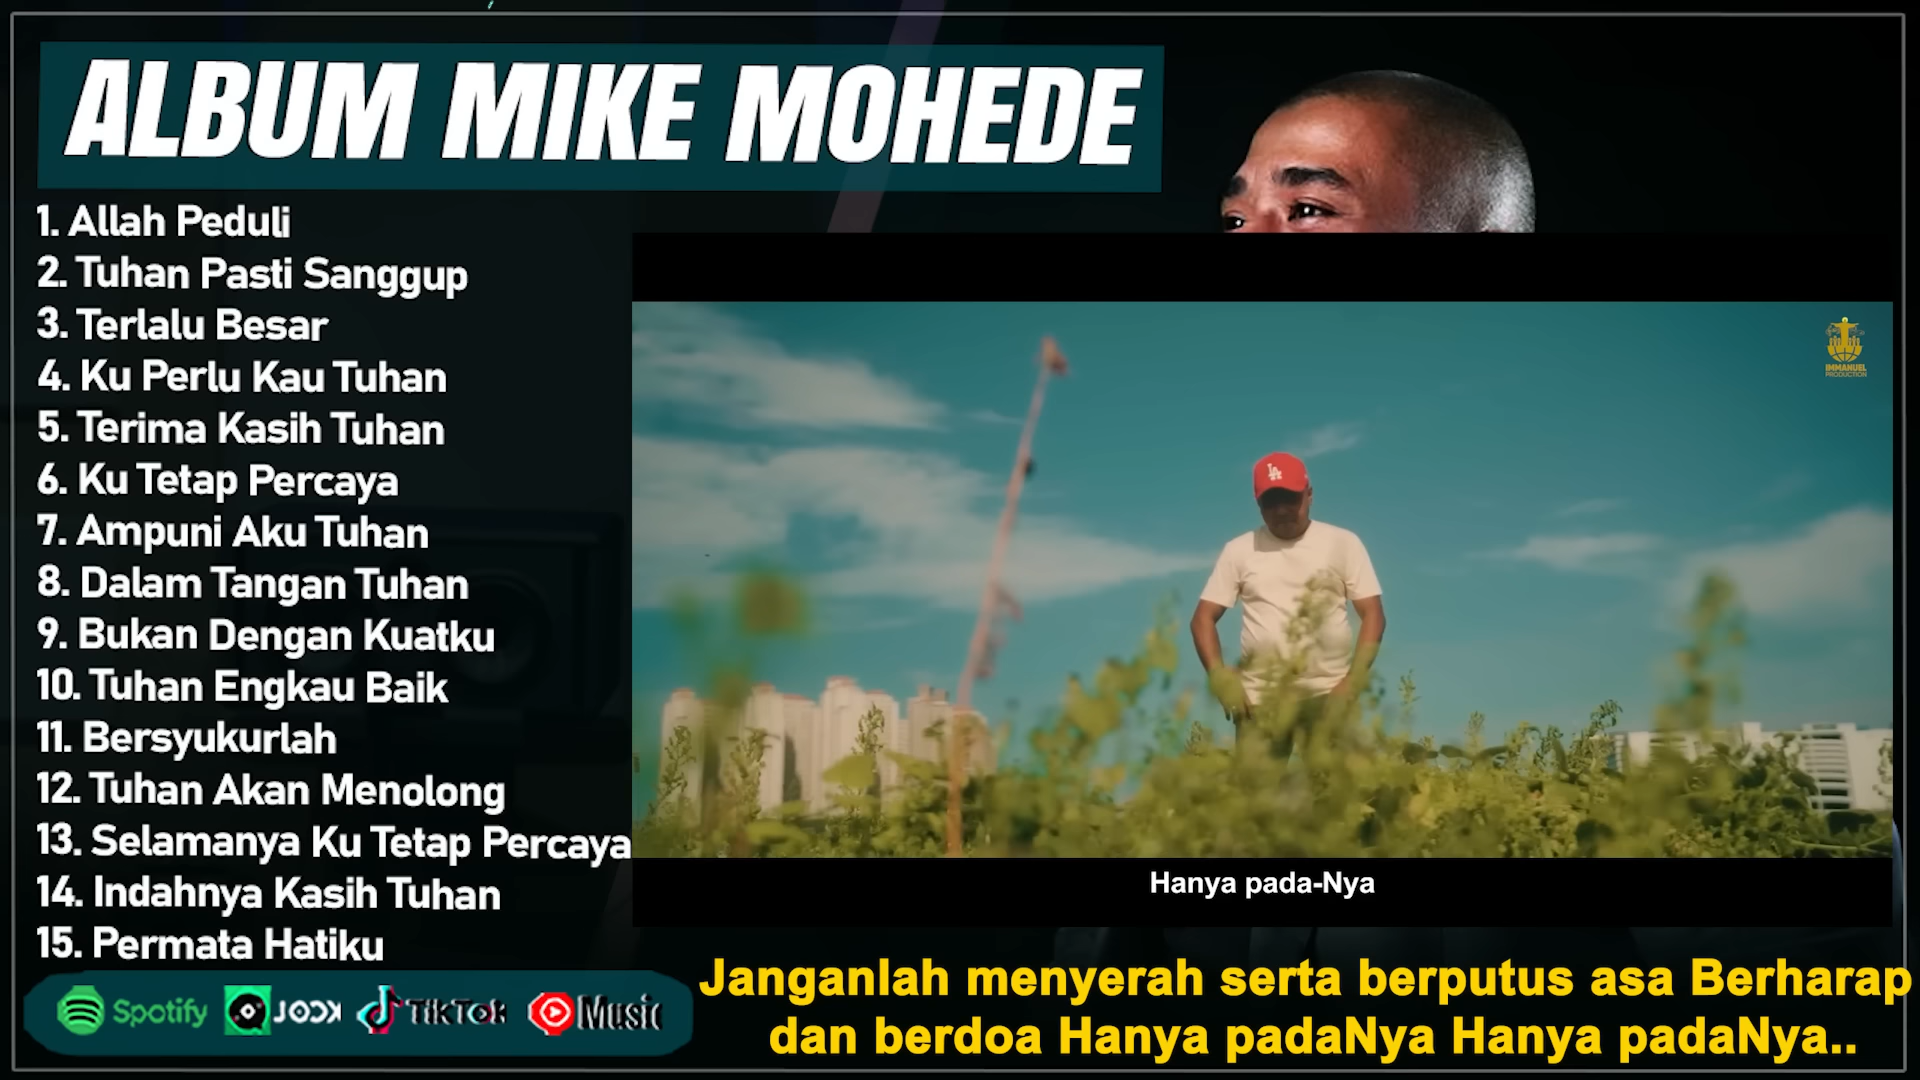 ALBUM MIKE MOHEDE
1. Allah Peduli
2. Tuhan Pasti Sanggup
3. Terlalu Besar
4. Ku Perlu Kau Tuhan
5. Terima Kasih Tuhan
6. Ku Tetap Percaya
7. Ampuni Aku Tuhan
8. Dalam Tangan Tuhan
9. Bukan Dengan Kuatku
10. Tuhan Engkau Baik
11. Bersyukurlah
12. Tuhan Akan Menolong
13. Selamanya Ku Tetap Percaya
14. Indahnya Kasih Tuhan
15. Permata Hatiku
IMMANUEL
PRODUCTION
LA
Hanya pada-Nya
Spotify JOOX TikTok Music
Janganlah menyerah serta berputus asa Berharap
dan berdoa Hanya padaNya Hanya padaNya..